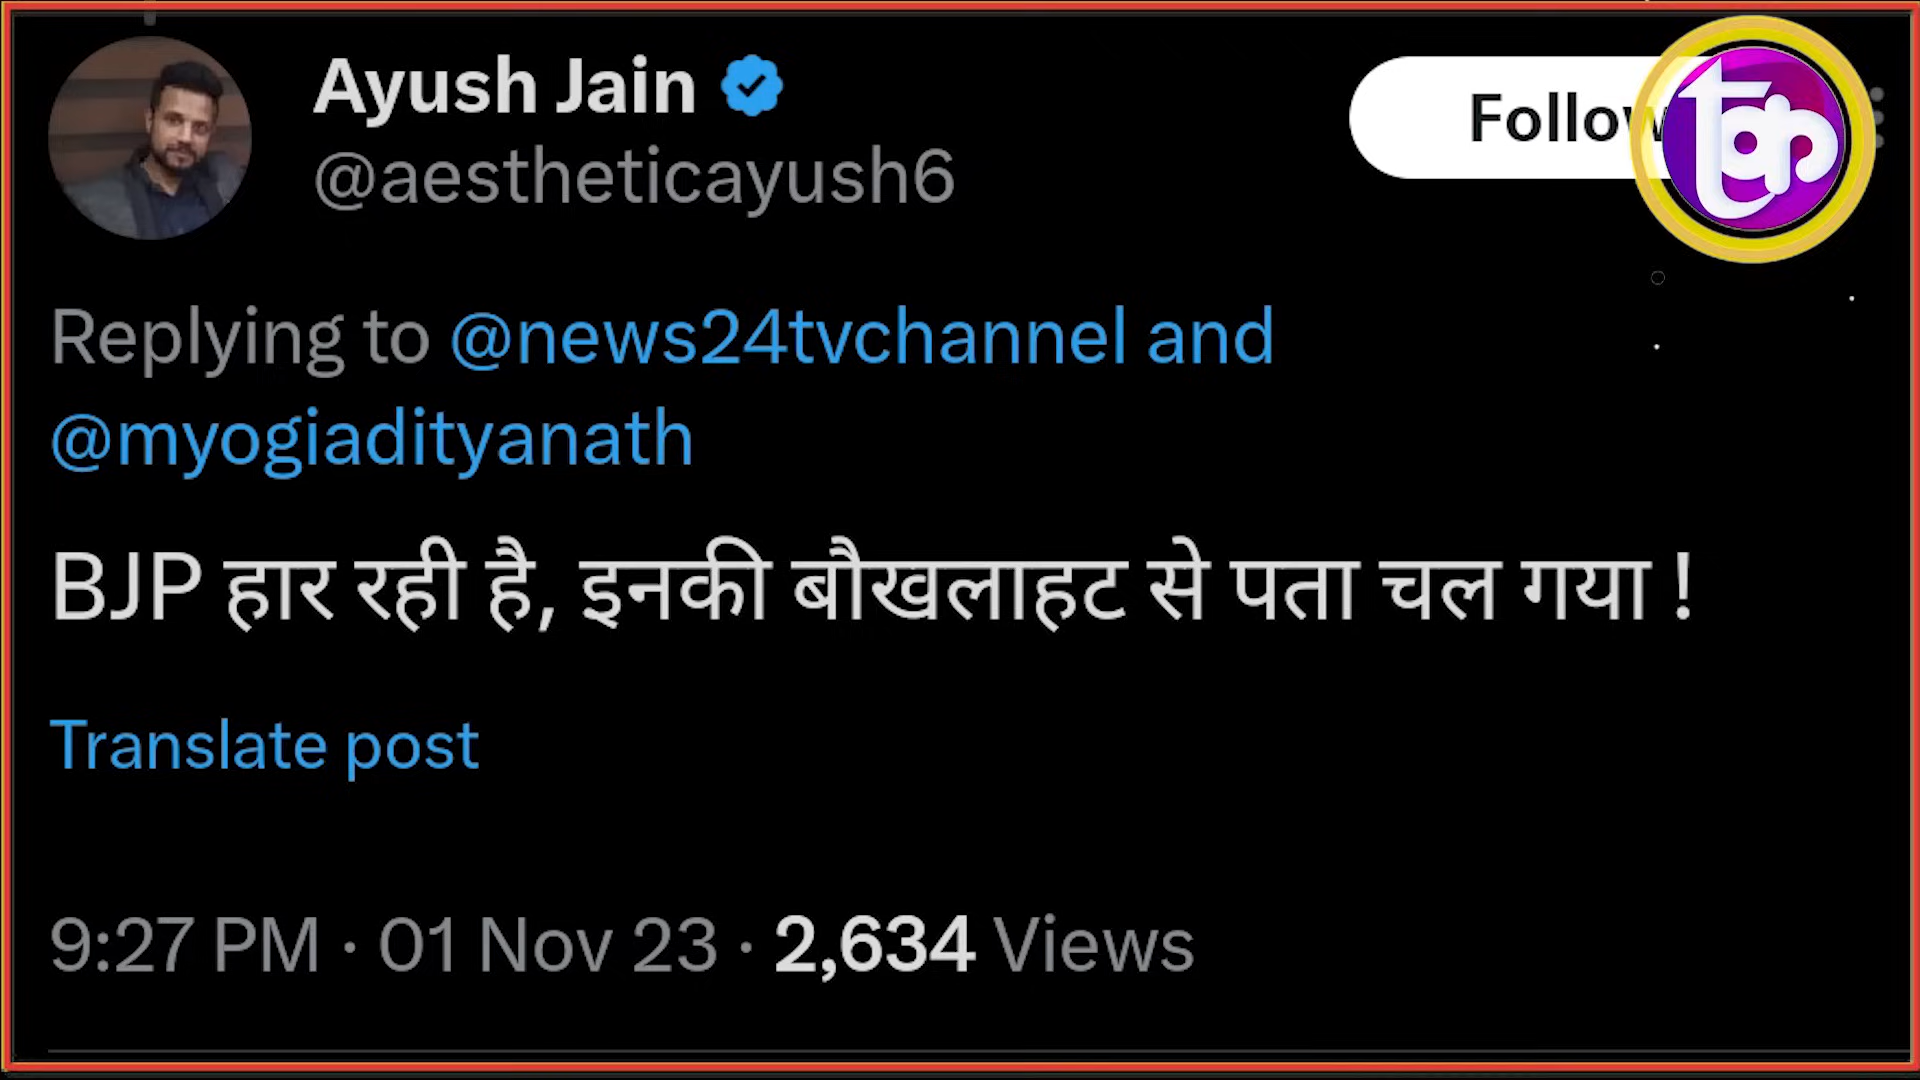 Ayush Jain
@aestheticayush6
Follow
tap
Replying to @news24tvchannel and
@myogiadityanath
BJP हार रही है, इनकी बौखलाहट से पता चल गया !
Translate post
9:27 PM · 01 Nov 23 · 2,634 Views